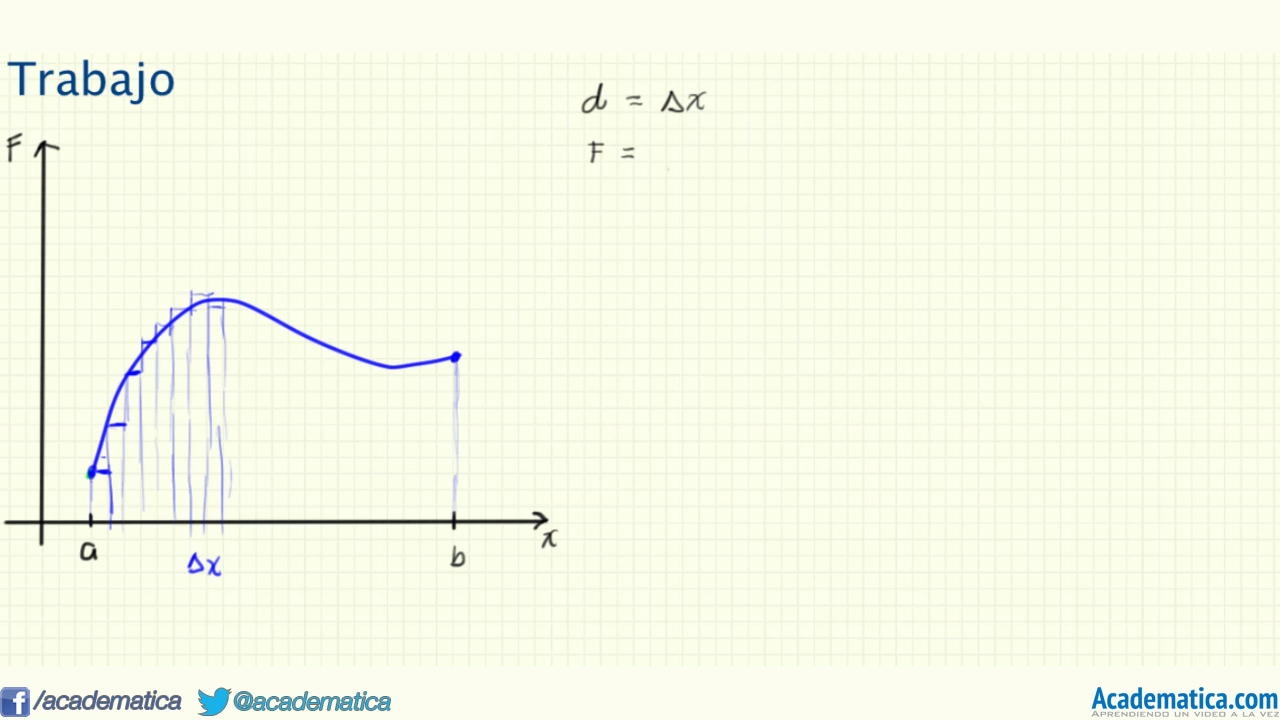 Trabajo
d = Δx
F =
F
x
a
Δx
b
f /academatica @academatica
Academatica.com
APRENDIENDO UN VIDEO A LA VEZ